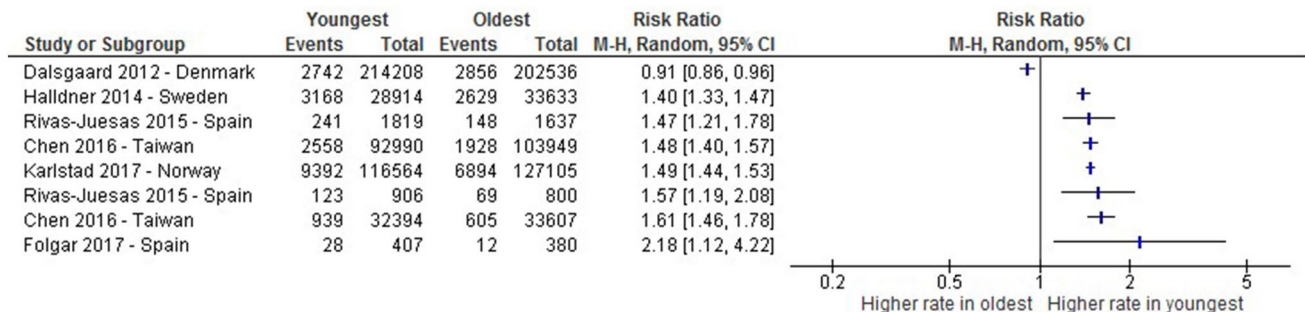 Youngest Oldest Risk Ratio Risk Ratio
Study or Subgroup Events Total Events Total M-H, Random, 95% CI M-H, Random, 95% CI
Dalsgaard 2012 - Denmark 2742 214208 2856 202536 0.91 [0.86, 0.96]
Halldner 2014 - Sweden 3168 28914 2629 33633 1.40 [1.33, 1.47]
Rivas-Juesas 2015 - Spain 241 1819 148 1637 1.47 [1.21, 1.78]
Chen 2016 - Taiwan 2558 92990 1928 103949 1.48 [1.40, 1.57]
Karlstad 2017 - Norway 9392 116564 6894 127105 1.49 [1.44, 1.53]
Rivas-Juesas 2015 - Spain 123 906 69 800 1.57 [1.19, 2.08]
Chen 2016 - Taiwan 939 32394 605 33607 1.61 [1.46, 1.78]
Folgar 2017 - Spain 28 407 12 380 2.18 [1.12, 4.22]
0.2 0.5 1 2 5
Higher rate in oldest Higher rate in youngest